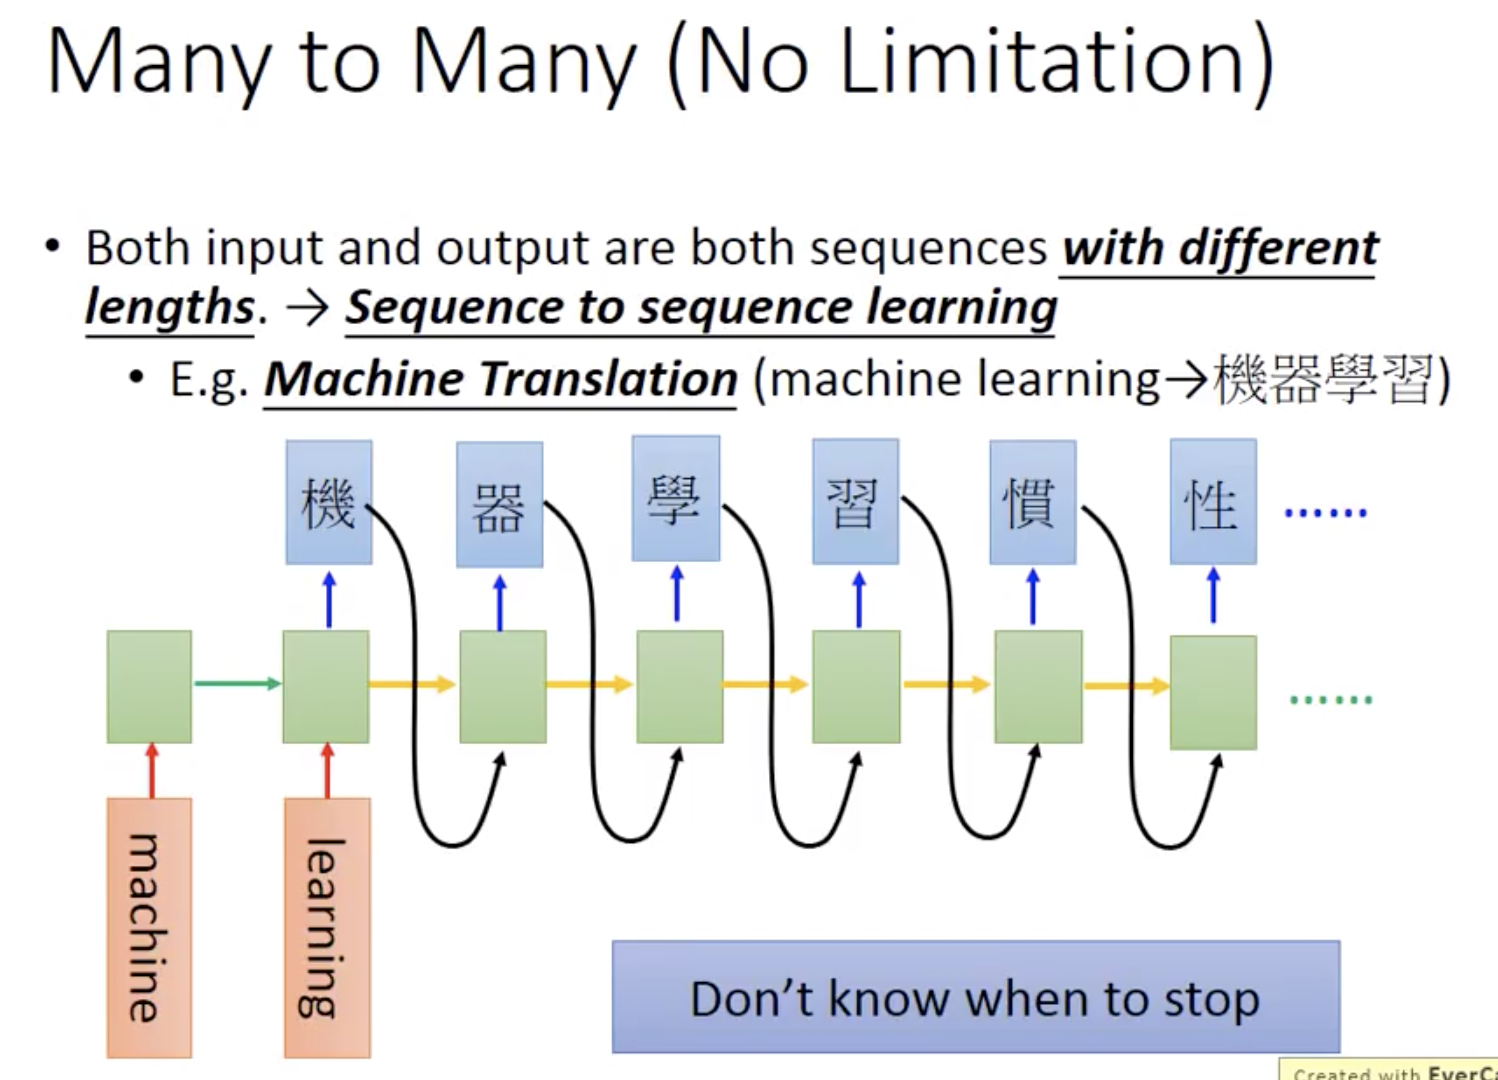 Many to Many (No Limitation)
• Both input and output are both sequences with different
lengths. → Sequence to sequence learning
• E.g. Machine Translation (machine learning→機器學習)
機 器 學 習 慣 性 ......
......
machine
learning
Don't know when to stop
Created with